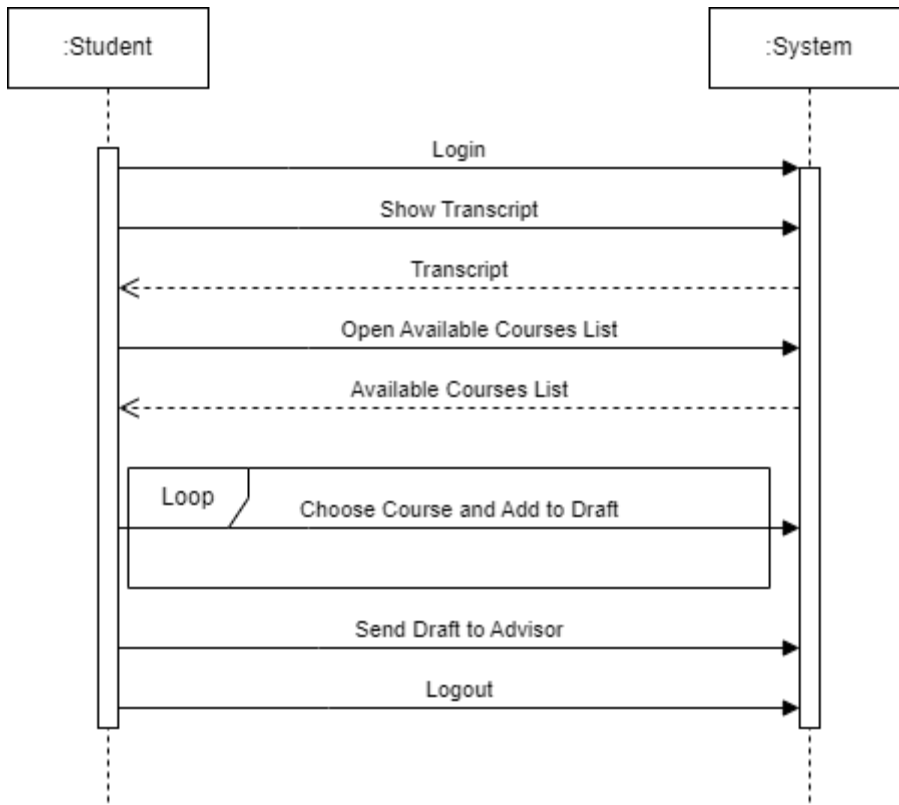 :Student
:System
Login
Show Transcript
Transcript
Open Available Courses List
Available Courses List
Loop
Choose Course and Add to Draft
Send Draft to Advisor
Logout